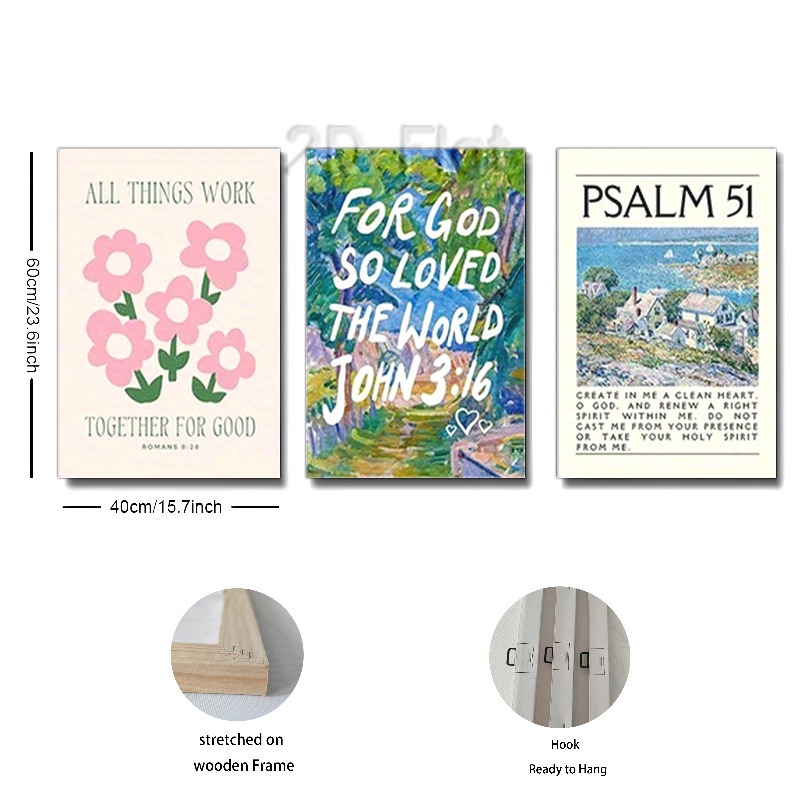 2D Flat
60cm/23.6inch
40cm/15.7inch
ALL THINGS WORK
TOGETHER FOR GOOD
ROMANS 8:28
FOR GOD
SO LOVED
THE WORLD
JOHN 3:16
PSALM 51
CREATE IN ME A CLEAN HEART,
O GOD, AND RENEW A RIGHT
SPIRIT WITHIN ME. DO NOT
CAST ME FROM YOUR PRESENCE
OR TAKE YOUR HOLY SPIRIT
FROM ME.
stretched on
wooden Frame
Hook
Ready to Hang